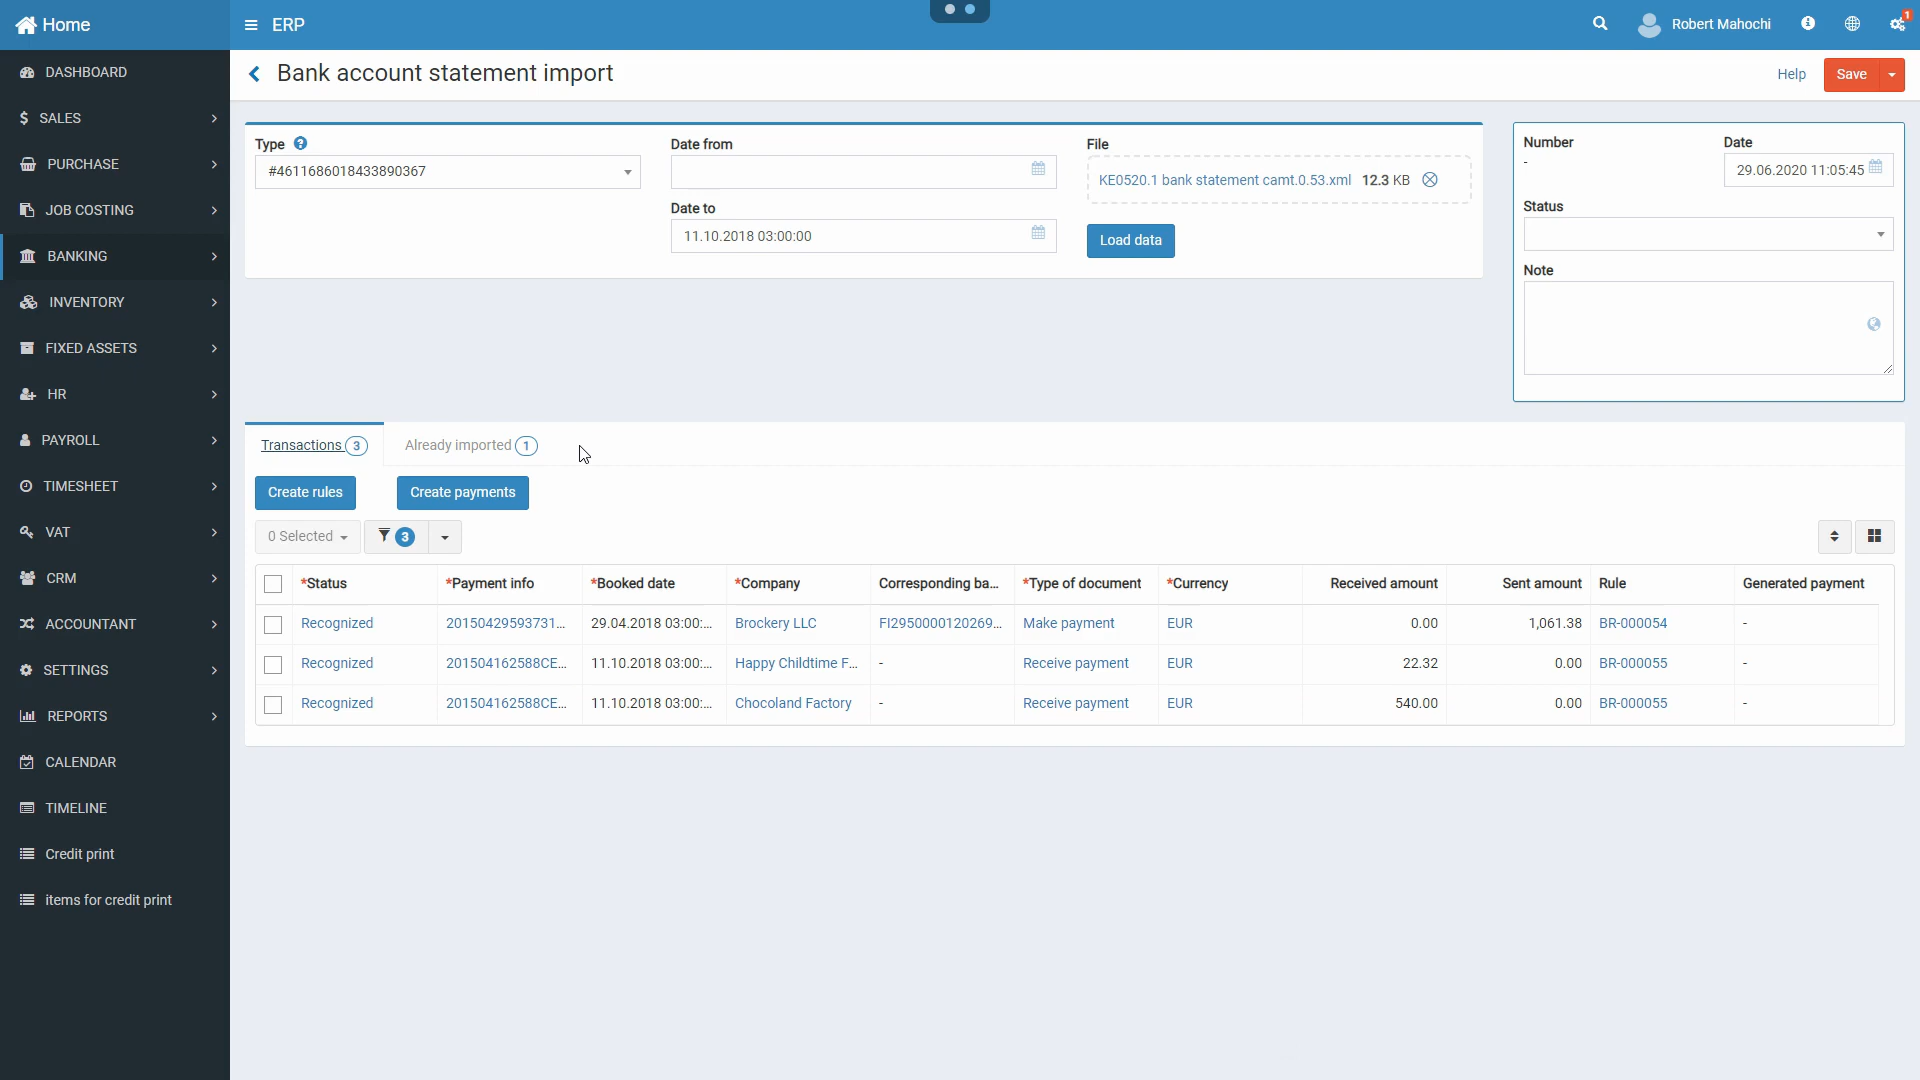 Home
ERP
Robert Mahochi
1
DASHBOARD
SALES
PURCHASE
JOB COSTING
BANKING
INVENTORY
FIXED ASSETS
HR
PAYROLL
TIMESHEET
VAT
CRM
ACCOUNTANT
SETTINGS
REPORTS
CALENDAR
TIMELINE
Credit print
items for credit print
Bank account statement import
Help
Save
Type
#4611686018433890367
Date from
Date to
11.10.2018 03:00:00
File
KE0520.1 bank statement camt.0.53.xml 12.3 KB
Load data
Number
-
Date
29.06.2020 11:05:45
Status
Note
Transactions 3
Already imported 1
Create rules
Create payments
0 Selected
3
*Status *Payment info *Booked date *Company Corresponding ba... *Type of document *Currency Received amount Sent amount Rule Generated payment
Recognized 20150429593731... 29.04.2018 03:00:... Brockery LLC FI2950000120269... Make payment EUR 0.00 1,061.38 BR-000054 -
Recognized 201504162588CE... 11.10.2018 03:00:... Happy Childtime F... - Receive payment EUR 22.32 0.00 BR-000055 -
Recognized 201504162588CE... 11.10.2018 03:00:... Chocoland Factory - Receive payment EUR 540.00 0.00 BR-000055 -